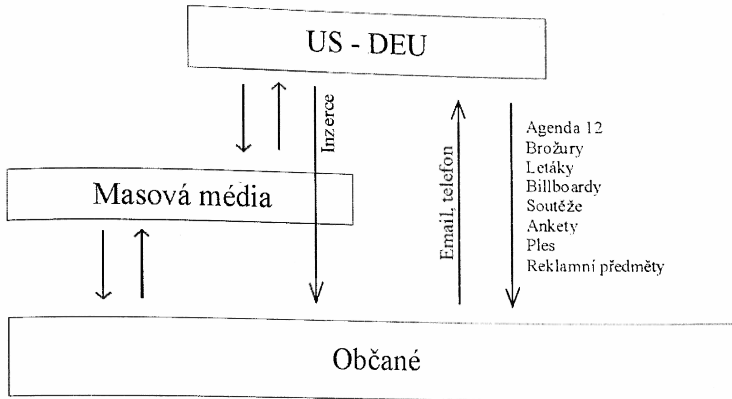 US - DEU
Inzerce
Masová média
Email, telefon
Agenda 12
Brožury
Letáky
Billboardy
Soutěže
Ankety
Ples
Reklamní předměty
Občané